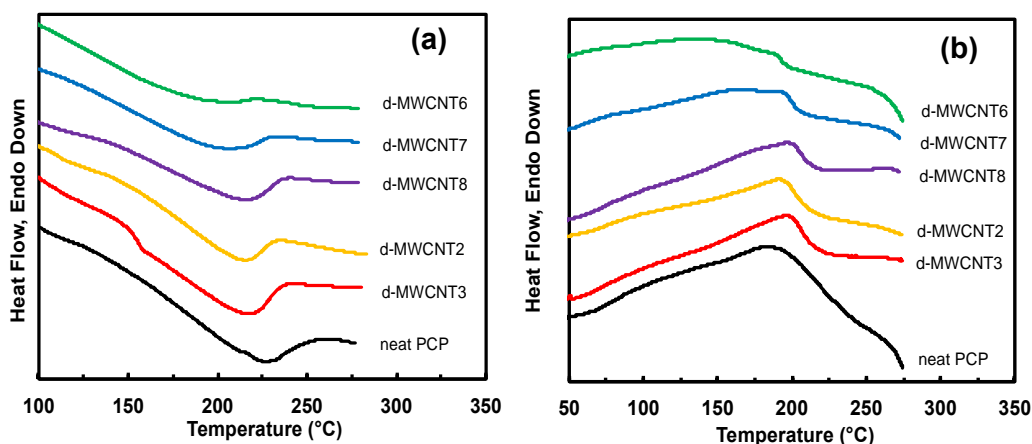 (a)
Heat Flow, Endo Down
d-MWCNT6
d-MWCNT7
d-MWCNT8
d-MWCNT2
d-MWCNT3
neat PCP
100 150 200 250 300 350
Temperature (°C)
(b)
Heat Flow, Endo Down
d-MWCNT6
d-MWCNT7
d-MWCNT8
d-MWCNT2
d-MWCNT3
neat PCP
50 100 150 200 250 300 350
Temperature (°C)